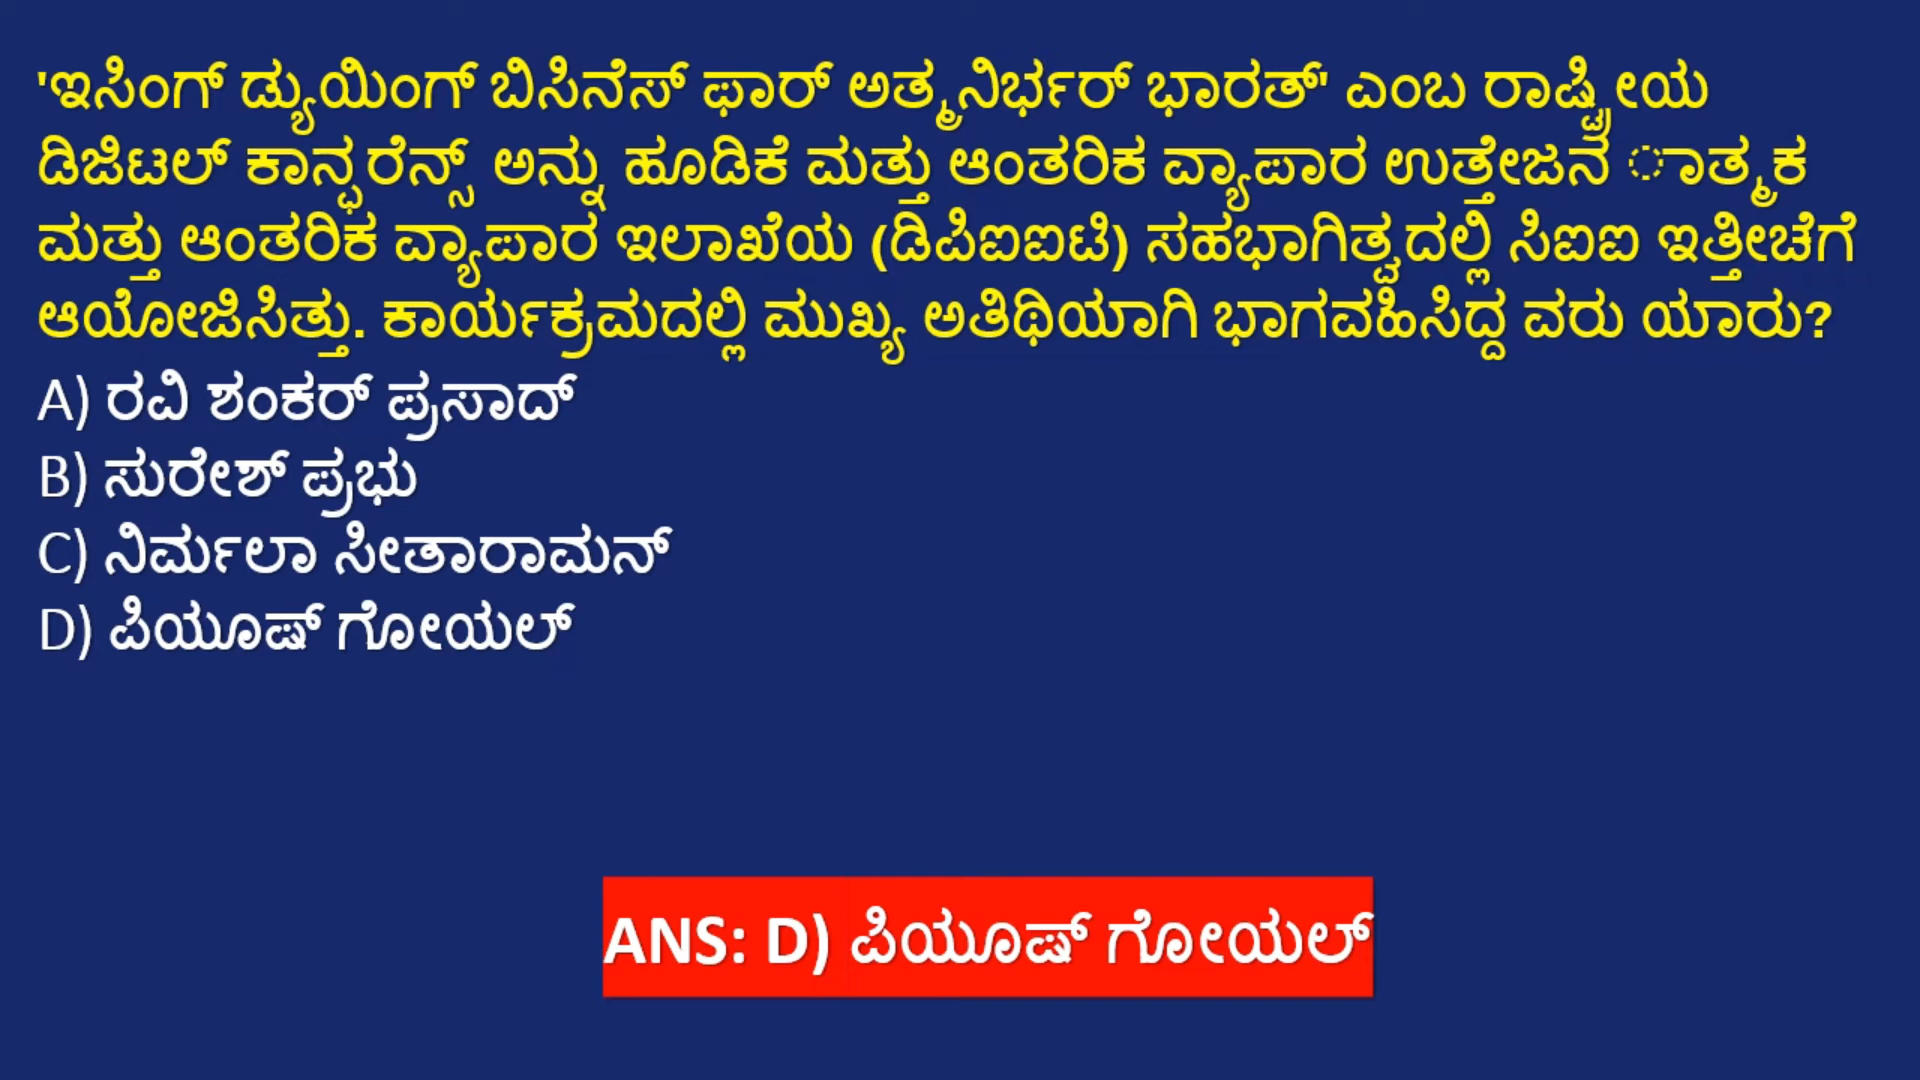 'ಇಸಿಂಗ್ ಡ್ಯುಯಿಂಗ್ ಬಿಸಿನೆಸ್ ಫಾರ್ ಅತ್ಮನಿರ್ಭರ್ ಭಾರತ್' ಎಂಬ ರಾಷ್ಟ್ರೀಯ
ಡಿಜಿಟಲ್ ಕಾನ್ಫರೆನ್ಸ್ ಅನ್ನು ಹೂಡಿಕೆ ಮತ್ತು ಆಂತರಿಕ ವ್ಯಾಪಾರ ಉತ್ತೇಜನ ಾತ್ಮಕ
ಮತ್ತು ಆಂತರಿಕ ವ್ಯಾಪಾರ ಇಲಾಖೆಯ (ಡಿಪಿಐಐಟಿ) ಸಹಭಾಗಿತ್ವದಲ್ಲಿ ಸಿಐಐ ಇತ್ತೀಚೆಗೆ
ಆಯೋಜಿಸಿತ್ತು. ಕಾರ್ಯಕ್ರಮದಲ್ಲಿ ಮುಖ್ಯ ಅತಿಥಿಯಾಗಿ ಭಾಗವಹಿಸಿದ್ದ ವರು ಯಾರು?
A) ರವಿ ಶಂಕರ್ ಪ್ರಸಾದ್
B) ಸುರೇಶ್ ಪ್ರಭು
C) ನಿರ್ಮಲಾ ಸೀತಾರಾಮನ್
D) ಪಿಯೂಷ್ ಗೋಯಲ್
ANS: D) ಪಿಯೂಷ್ ಗೋಯಲ್